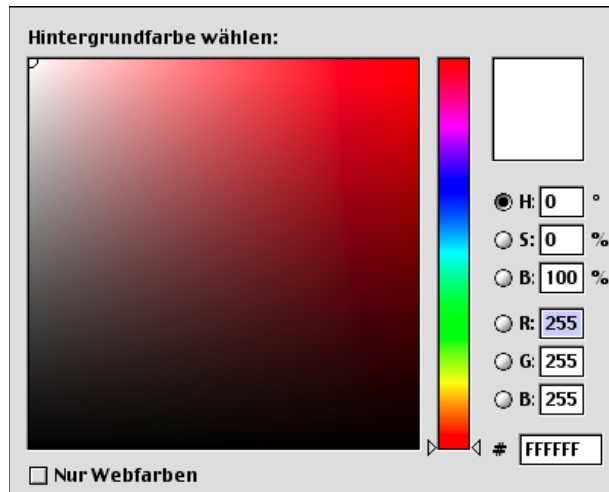 Hintergrundfarbe wählen:
H: 0 °
S: 0 %
B: 100 %
R: 255
G: 255
B: 255
# FFFFFF
Nur Webfarben